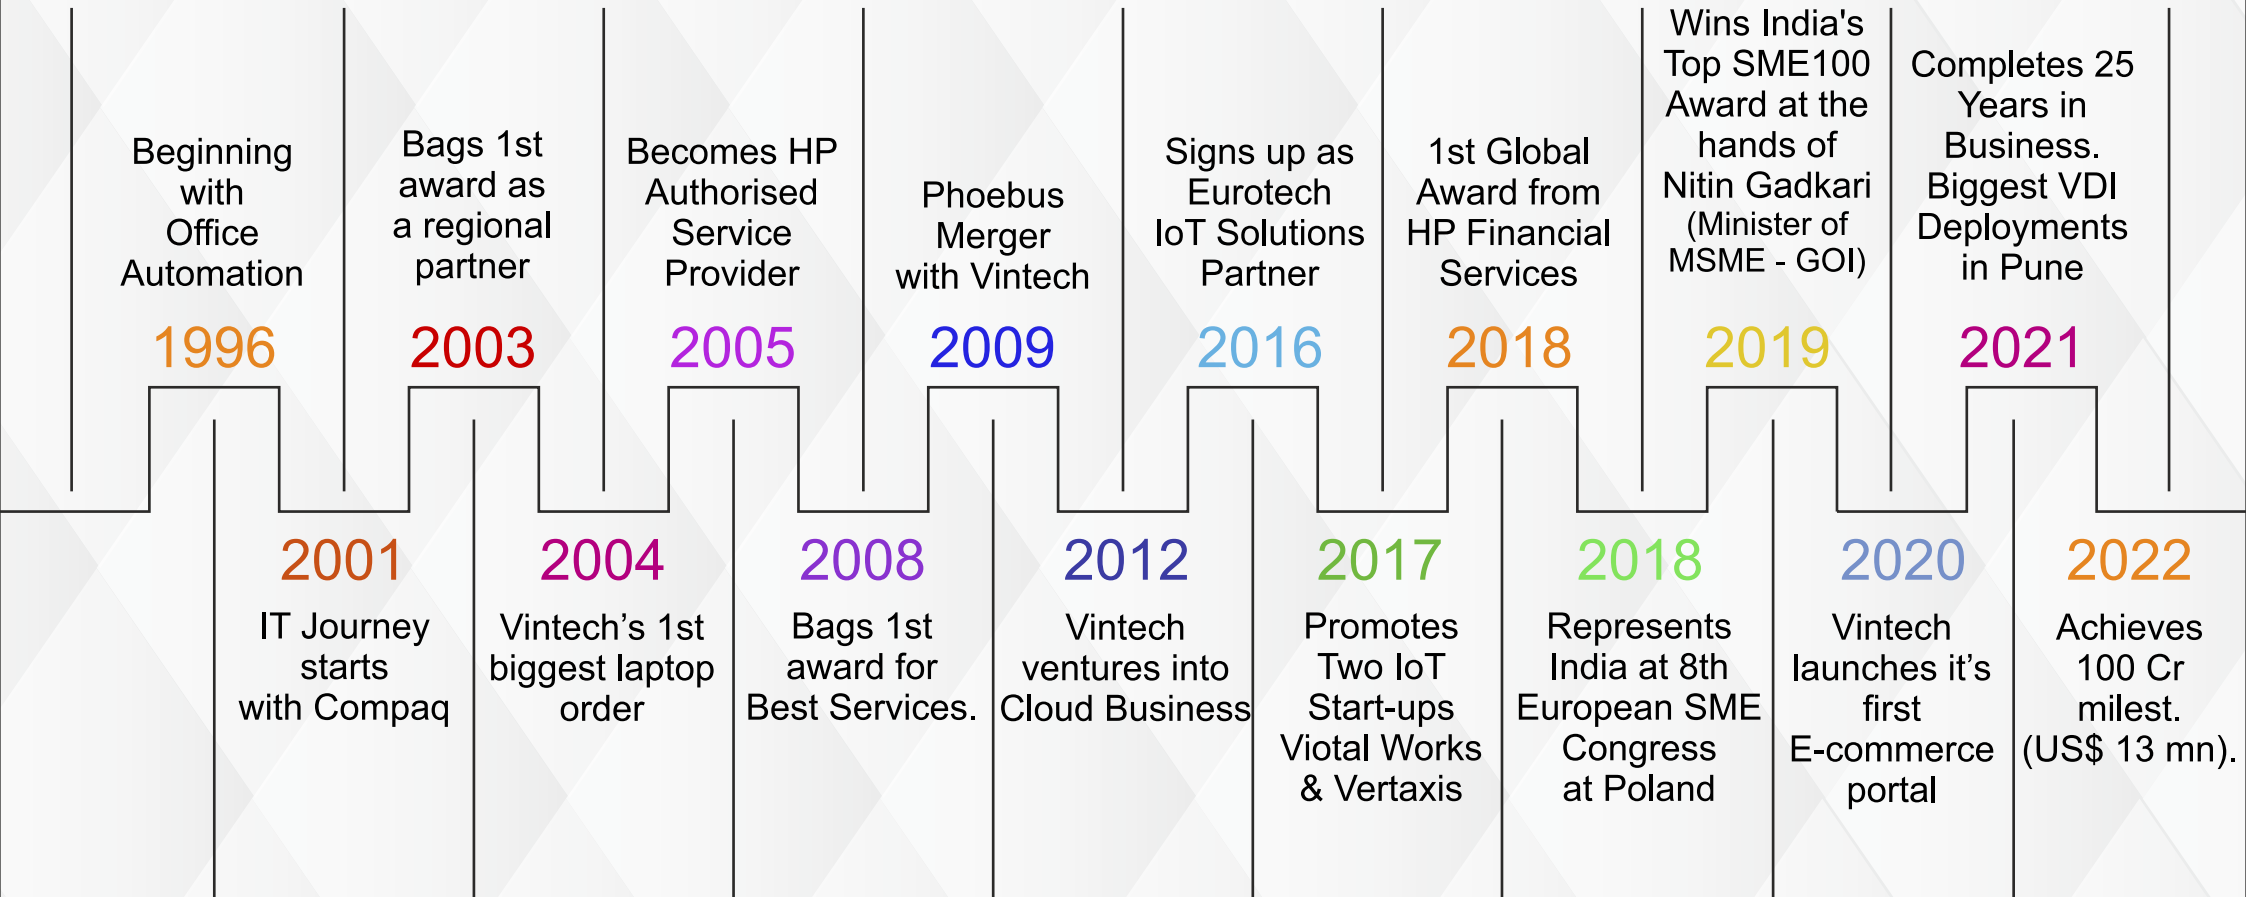 Beginning
with
Office
Automation
1996
2001
IT Journey
starts
with Compaq
Bags 1st
award as
a regional
partner
2003
2004
Vintech’s 1st
biggest laptop
order
Becomes HP
Authorised
Service
Provider
2005
2008
Bags 1st
award for
Best Services.
Phoebus
Merger
with Vintech
2009
2012
Vintech
ventures into
Cloud Business
Signs up as
Eurotech
IoT Solutions
Partner
2016
2017
Promotes
Two IoT
Start-ups
Viotal Works
& Vertaxis
1st Global
Award from
HP Financial
Services
2018
2018
Represents
India at 8th
European SME
Congress
at Poland
Wins India's
Top SME100
Award at the
hands of
Nitin Gadkari
(Minister of
MSME - GOI)
2019
2020
Vintech
launches it’s
first
E-commerce
portal
Completes 25
Years in
Business.
Biggest VDI
Deployments
in Pune
2021
2022
Achieves
100 Cr
milest.
(US$ 13 mn).